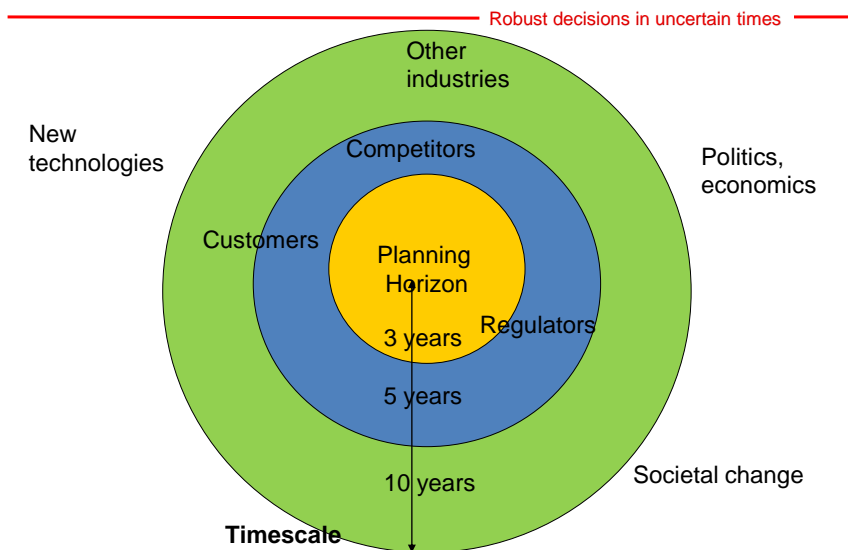 Robust decisions in uncertain times
Other
industries
New
technologies
Competitors
Politics,
economics
Customers
Planning
Horizon
Regulators
3 years
5 years
10 years
Societal change
Timescale